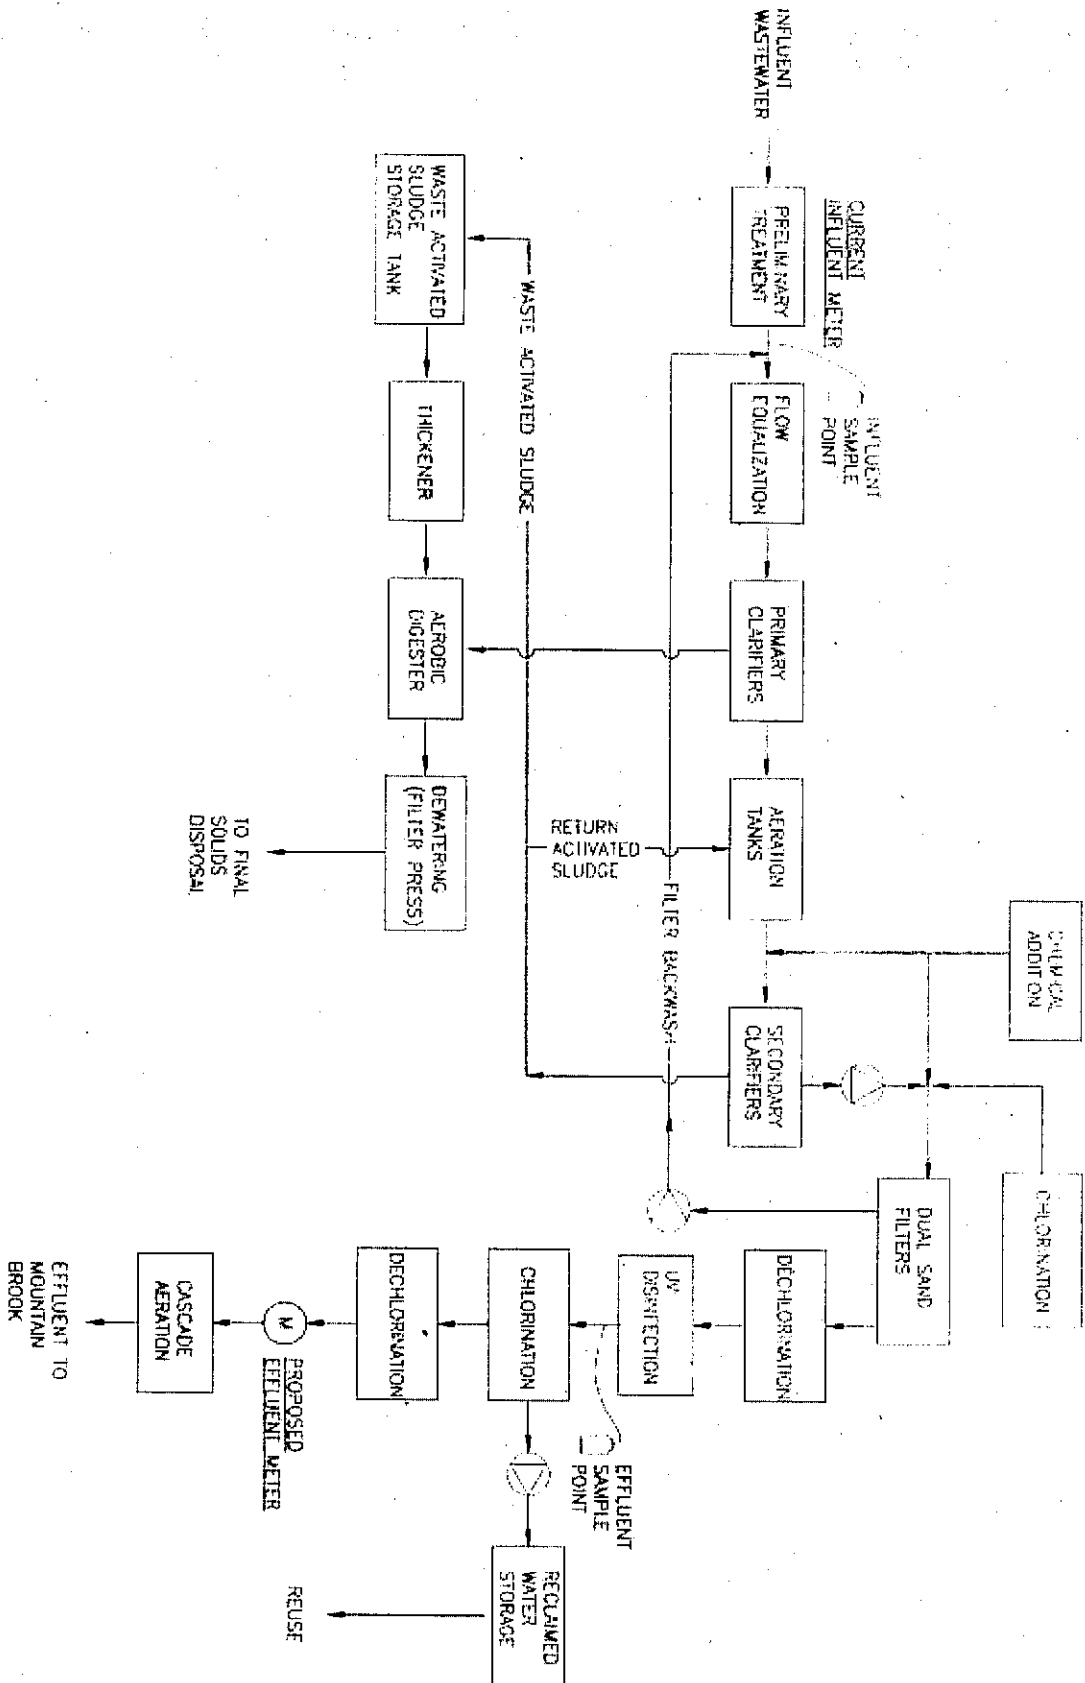 INFLUENT
WASTEWATER
CURRENT
INFLUENT METER
PRELIMINARY
TREATMENT
INFLUENT
SAMPLE
POINT
FLOW
EQUALIZATION
PRIMARY
CLARIFIERS
AERATION
TANKS
CHEMICAL
ADDITION
SECONDARY
CLARIFIERS
CHLORINATION
DUAL SAND
FILTERS
FILTER BACKWASH
RETURN
ACTIVATED
SLUDGE
WASTE ACTIVATED SLUDGE
WASTE ACTIVATED
SLUDGE
STORAGE TANK
THICKENER
AEROBIC
DIGESTER
DEWATERING
(FILTER PRESS)
TO FINAL
SOLIDS
DISPOSAL
DECHLORINATION
UV
DISINFECTION
EFFLUENT
SAMPLE
POINT
CHLORINATION
RECLAIMED
WATER
STORAGE
REUSE
DECHLORINATION
M
PROPOSED
EFFLUENT METER
CASCADE
AERATION
EFFLUENT TO
MOUNTAIN
BROOK